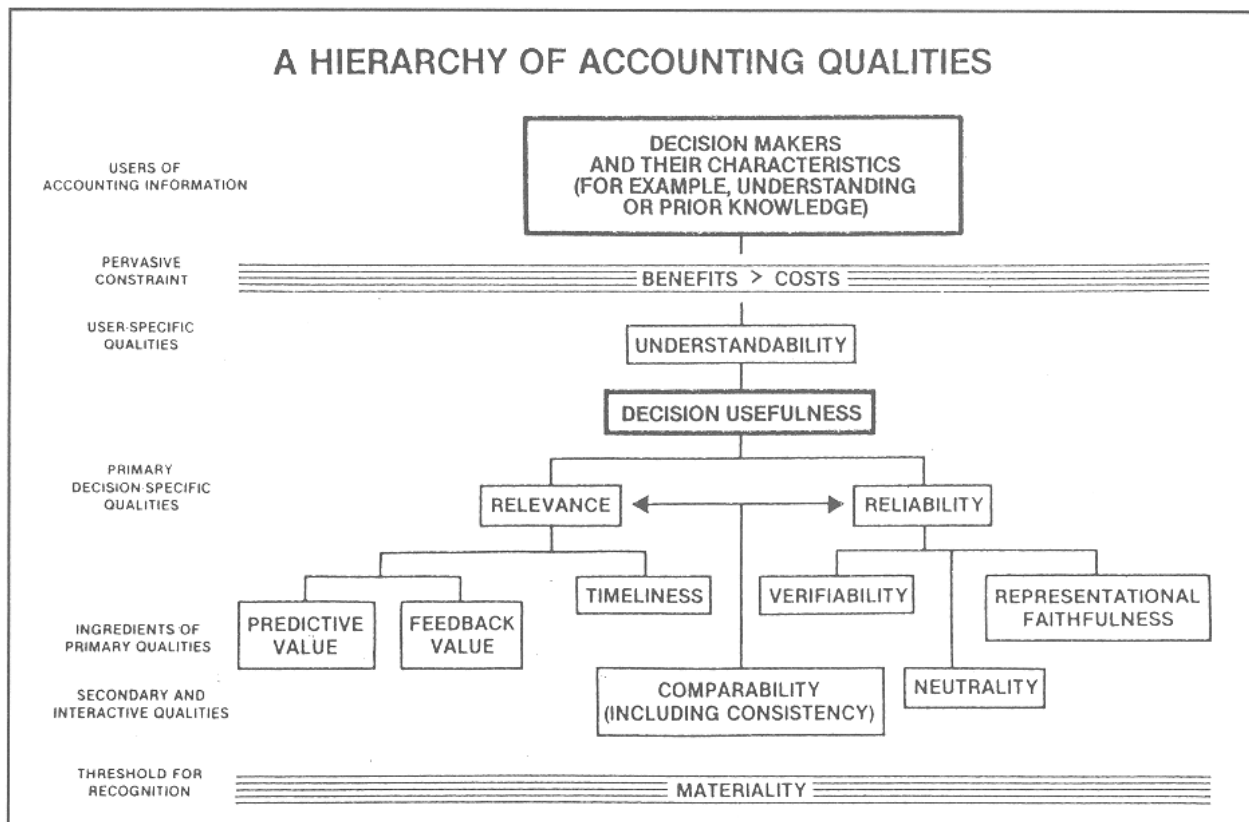 A HIERARCHY OF ACCOUNTING QUALITIES
USERS OF
ACCOUNTING INFORMATION
DECISION MAKERS
AND THEIR CHARACTERISTICS
(FOR EXAMPLE, UNDERSTANDING
OR PRIOR KNOWLEDGE)
PERVASIVE
CONSTRAINT
BENEFITS > COSTS
USER-SPECIFIC
QUALITIES
UNDERSTANDABILITY
DECISION USEFULNESS
PRIMARY
DECISION-SPECIFIC
QUALITIES
RELEVANCE
RELIABILITY
INGREDIENTS OF
PRIMARY QUALITIES
PREDICTIVE
VALUE
FEEDBACK
VALUE
TIMELINESS
VERIFIABILITY
REPRESENTATIONAL
FAITHFULNESS
SECONDARY AND
INTERACTIVE QUALITIES
COMPARABILITY
(INCLUDING CONSISTENCY)
NEUTRALITY
THRESHOLD FOR
RECOGNITION
MATERIALITY